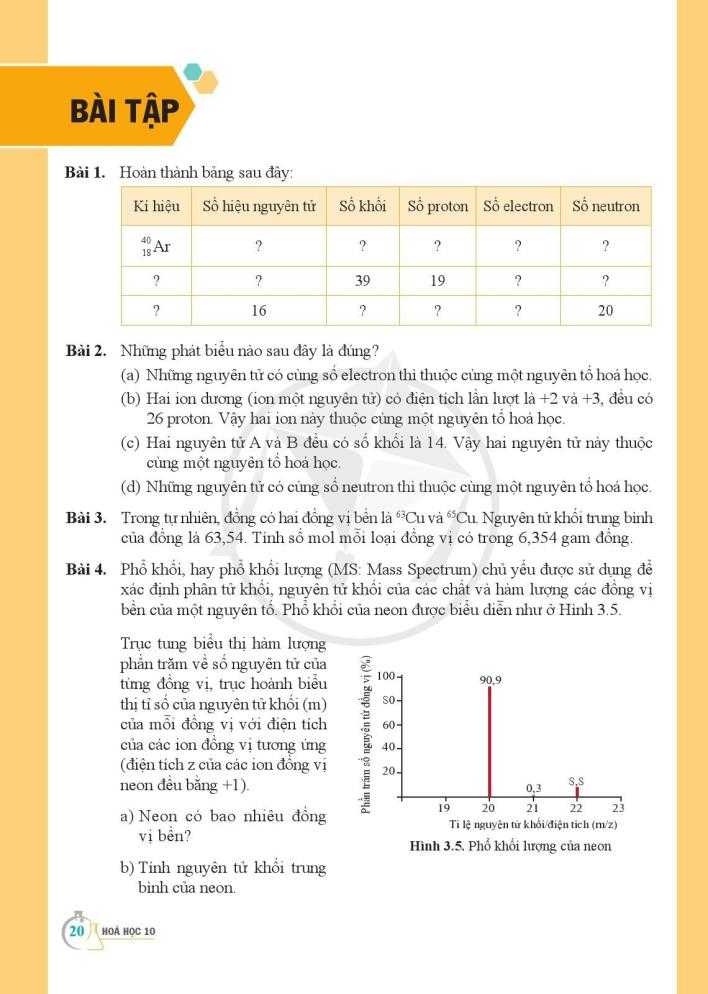 BÀI TẬP
Bài 1. Hoàn thành bảng sau đây:
Kí hiệu Số hiệu nguyên tử Số khối Số proton Số electron Số neutron
⁴⁰₁₈Ar ? ? ? ? ?
? ? 39 19 ? ?
? 16 ? ? ? 20
Bài 2. Những phát biểu nào sau đây là đúng?
(a) Những nguyên tử có cùng số electron thì thuộc cùng một nguyên tố hoá học.
(b) Hai ion dương (ion một nguyên tử) có điện tích lần lượt là +2 và +3, đều có
26 proton. Vậy hai ion này thuộc cùng một nguyên tố hoá học.
(c) Hai nguyên tử A và B đều có số khối là 14. Vậy hai nguyên tử này thuộc
cùng một nguyên tố hoá học.
(d) Những nguyên tử có cùng số neutron thì thuộc cùng một nguyên tố hoá học.
Bài 3. Trong tự nhiên, đồng có hai đồng vị bền là ⁶³Cu và ⁶⁵Cu. Nguyên tử khối trung bình
của đồng là 63,54. Tính số mol mỗi loại đồng vị có trong 6,354 gam đồng.
Bài 4. Phổ khối, hay phổ khối lượng (MS: Mass Spectrum) chủ yếu được sử dụng để
xác định phân tử khối, nguyên tử khối của các chất và hàm lượng các đồng vị
bền của một nguyên tố. Phổ khối của neon được biểu diễn như ở Hình 3.5.
Trục tung biểu thị hàm lượng
phần trăm về số nguyên tử của
từng đồng vị, trục hoành biểu
thị tỉ số của nguyên tử khối (m)
của mỗi đồng vị với điện tích
của các ion đồng vị tương ứng
(điện tích z của các ion đồng vị
neon đều bằng +1).
a) Neon có bao nhiêu đồng
vị bền?
b) Tính nguyên tử khối trung
bình của neon.
Phần trăm số nguyên tử đồng vị (%)
100
80
60
40
20
90,9
0,3
8,8
19 20 21 22 23
Tỉ lệ nguyên tử khối/điện tích (m/z)
Hình 3.5. Phổ khối lượng của neon
20 HOÁ HỌC 10